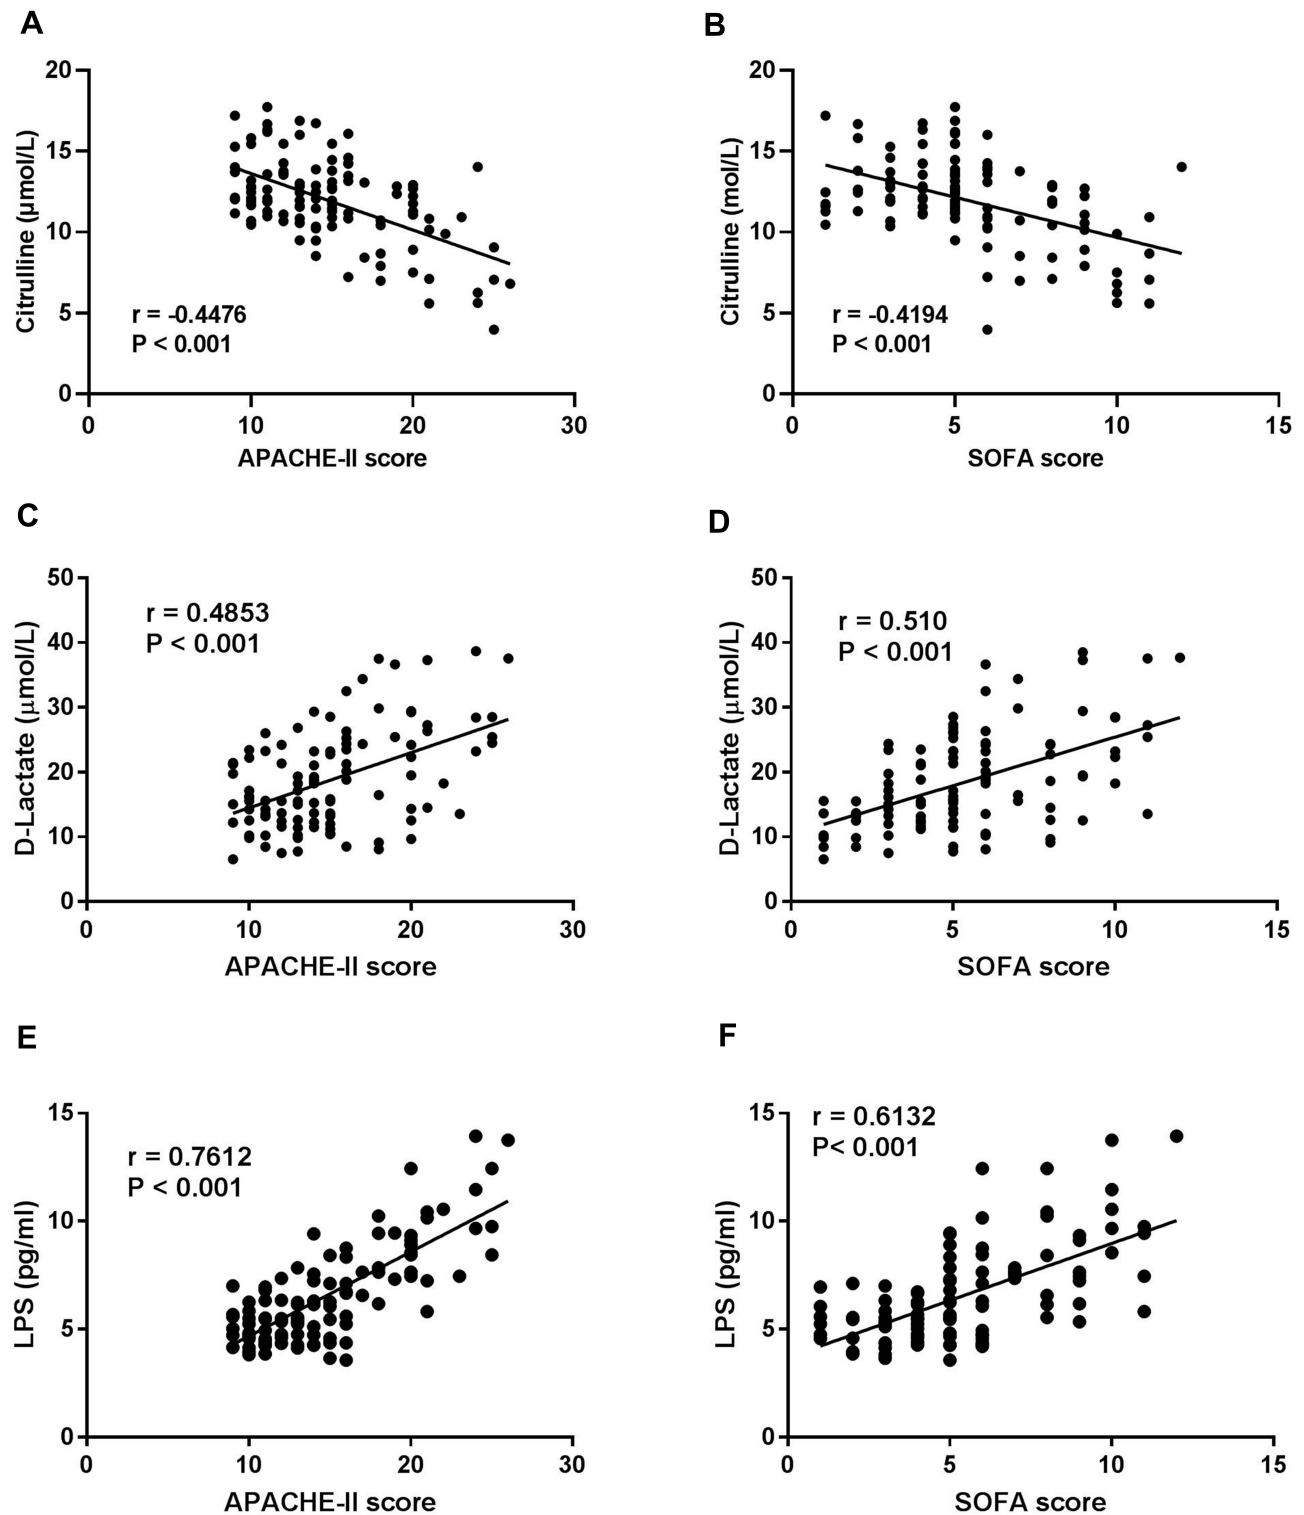 A
20
15
10
5
0
Citrulline (μmol/L)
r = -0.4476
P < 0.001
0 10 20 30
APACHE-II score
B
20
15
10
5
0
Citrulline (mol/L)
r = -0.4194
P < 0.001
0 5 10 15
SOFA score
C
50
40
30
20
10
0
D-Lactate (μmol/L)
r = 0.4853
P < 0.001
0 10 20 30
APACHE-II score
D
50
40
30
20
10
0
D-Lactate (μmol/L)
r = 0.510
P < 0.001
0 5 10 15
SOFA score
E
15
10
5
0
LPS (pg/ml)
r = 0.7612
P < 0.001
0 10 20 30
APACHE-II score
F
15
10
5
0
LPS (pg/ml)
r = 0.6132
P< 0.001
0 5 10 15
SOFA score